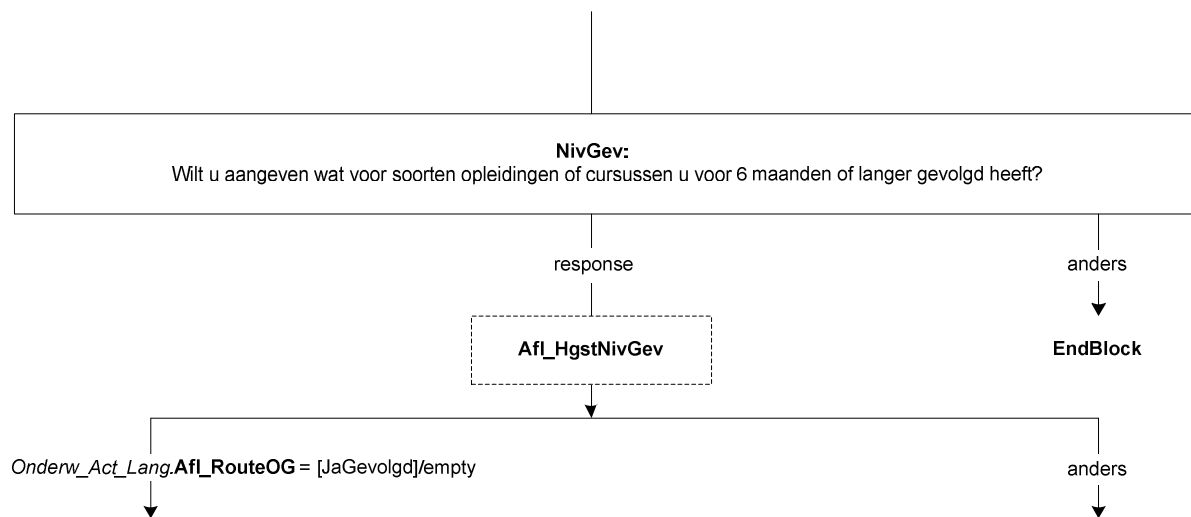 NivGev:
Wilt u aangeven wat voor soorten opleidingen of cursussen u voor 6 maanden of langer gevolgd heeft?
response
anders
Afl_HgstNivGev
EndBlock
Onderw_Act_Lang.Afl_RouteOG = [JaGevolgd]/empty
anders